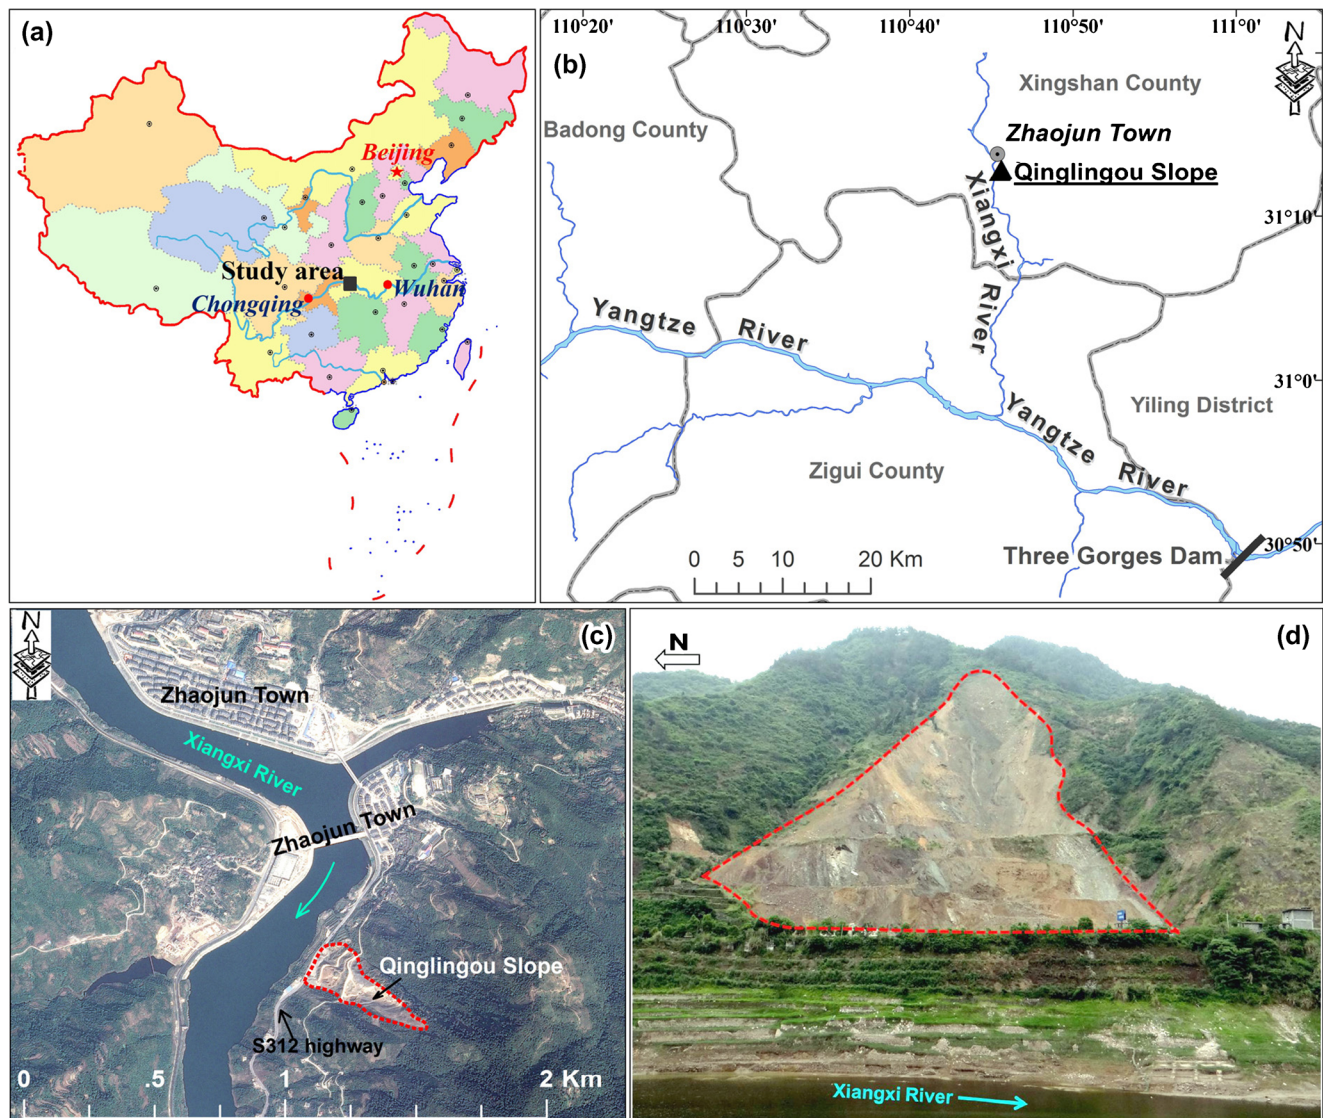 (a)
Beijing
Study area
Wuhan
Chongqing
110°20'
110°30'
110°40'
110°50'
111°0'
(b)
N
Xingshan County
Badong County
Zhaojun Town
Qinglingou Slope
31°10'
Xiangxi River
Yangtze River
31°0'
Yiling District
Yangtze River
Zigui County
30°50'
Three Gorges Dam
0 5 10 20 Km
(c)
N
Zhaojun Town
Xiangxi River
Zhaojun Town
Qinglingou Slope
S312 highway
0 .5 1 2 Km
(d)
N
Xiangxi River